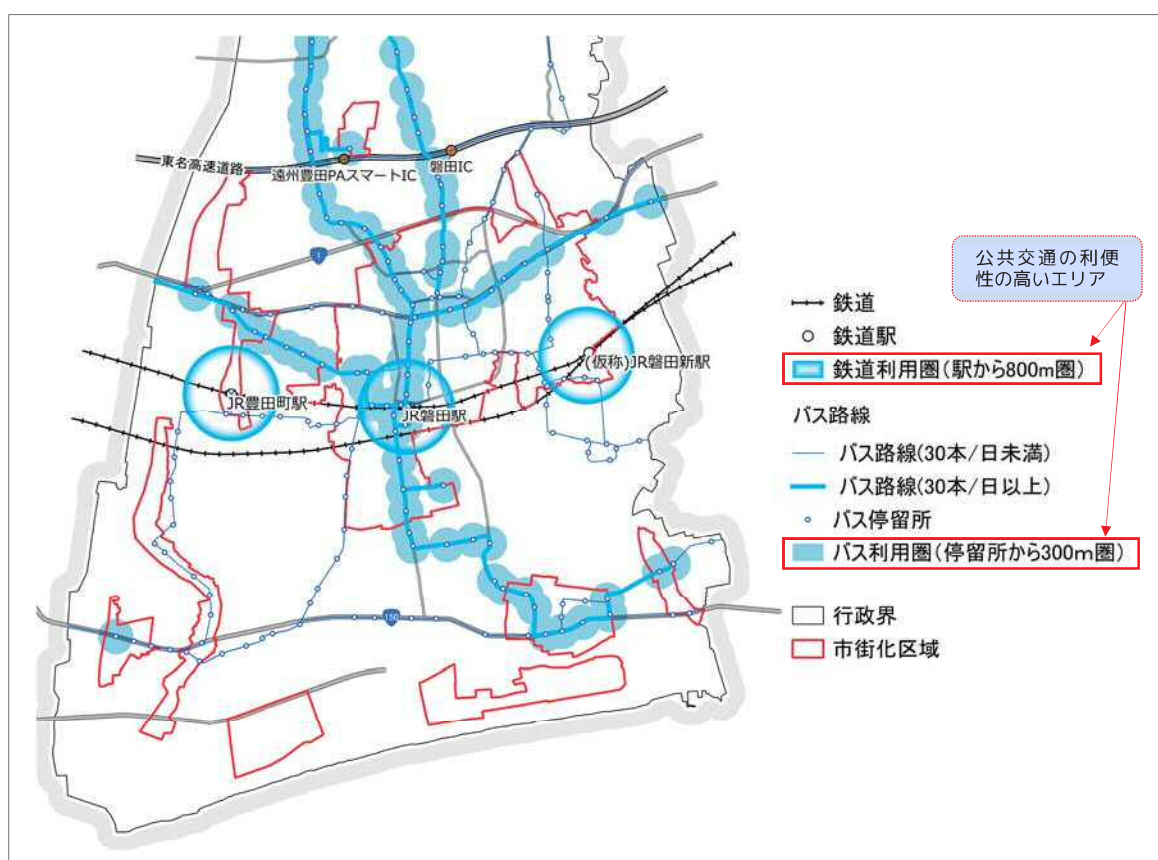 東名高速道路
遠州豊田PAスマートIC
磐田IC
1
(仮称)JR磐田新駅
JR豊田町駅
JR磐田駅
150
公共交通の利便
性の高いエリア
鉄道
鉄道駅
鉄道利用圏(駅から800m圏)
バス路線
バス路線(30本/日未満)
バス路線(30本/日以上)
バス停留所
バス利用圏(停留所から300m圏)
行政界
市街化区域